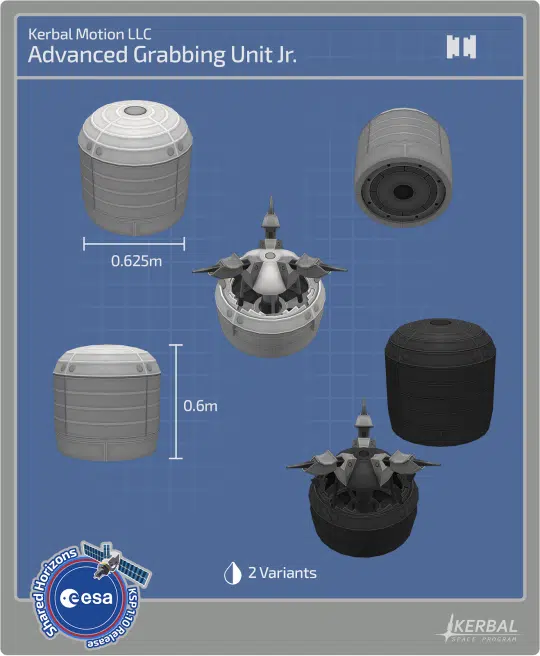 Kerbal Motion LLC
Advanced Grabbing Unit Jr.
0.625m
0.6m
2 Variants
Shared Horizons
esa
KSP 1.10 Release
KERBAL
SPACE PROGRAM